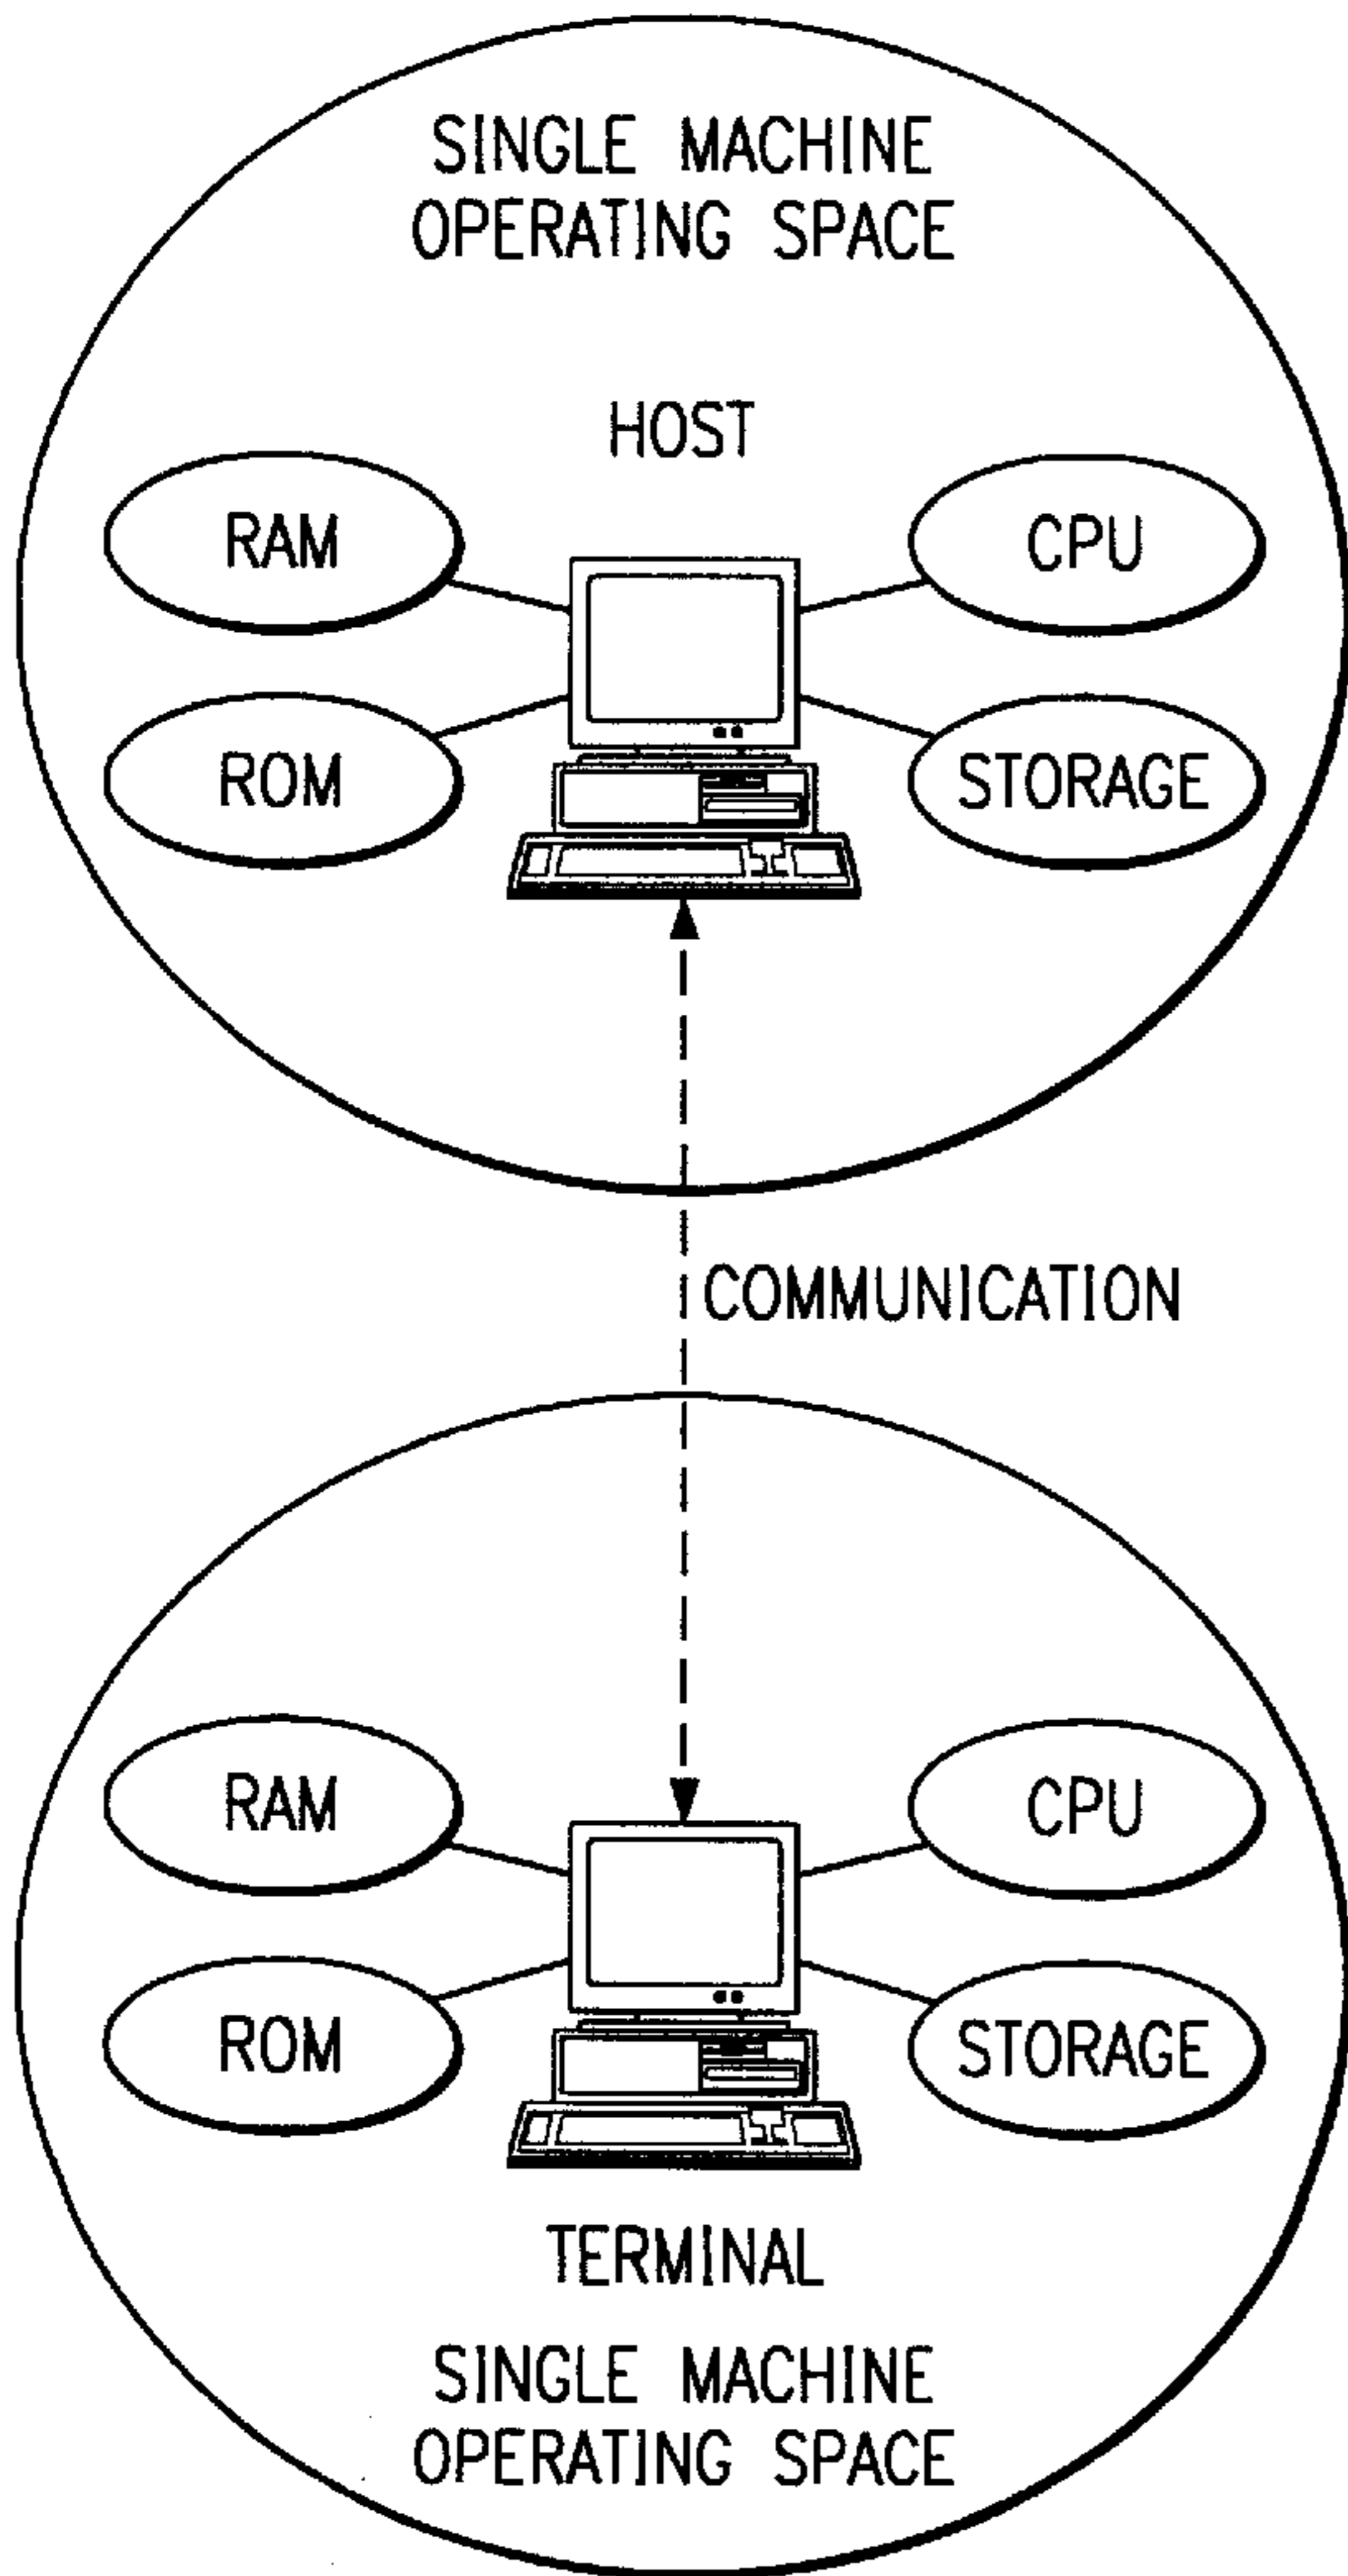 SINGLE MACHINE
OPERATING SPACE
HOST
RAM
CPU
ROM
STORAGE
COMMUNICATION
RAM
CPU
ROM
STORAGE
TERMINAL
SINGLE MACHINE
OPERATING SPACE